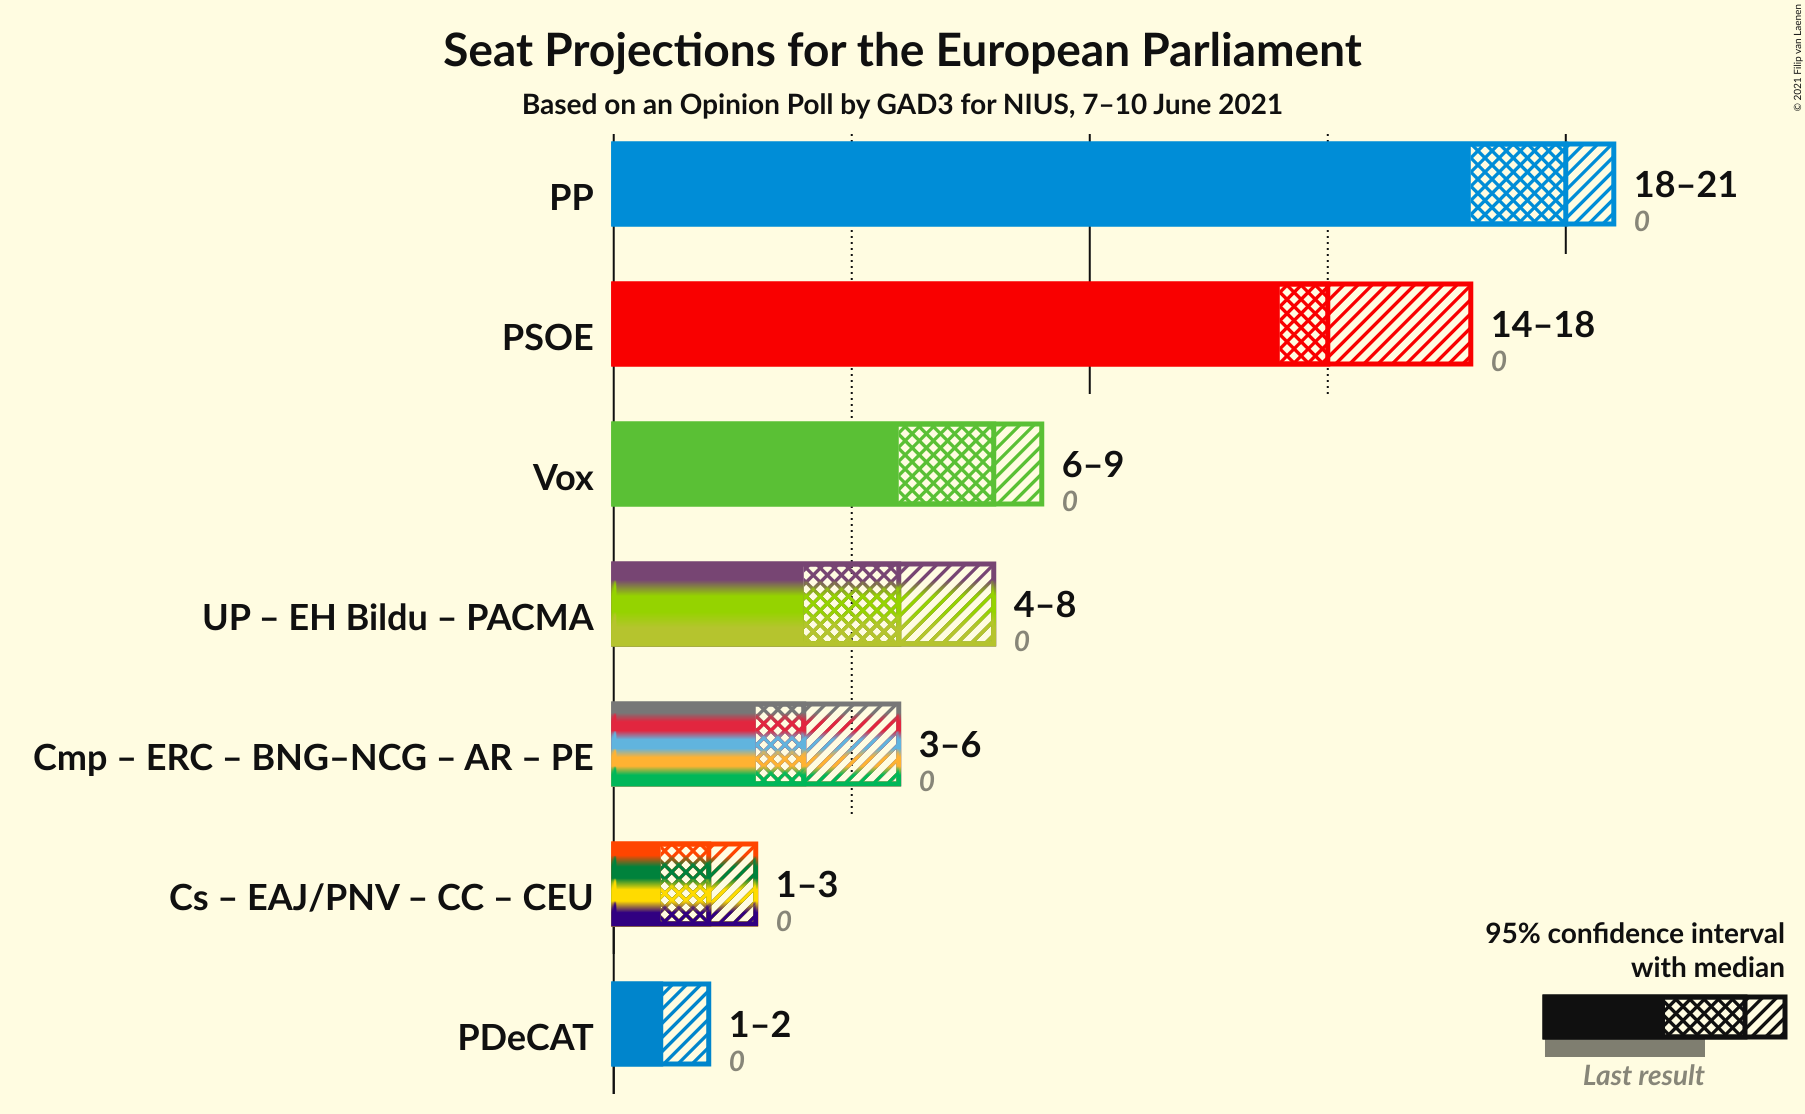 Seat Projections for the European Parliament
Based on an Opinion Poll by GAD3 for NIUS, 7–10 June 2021
© 2021 Filip van Laenen
PP
18–21
0
PSOE
14–18
0
Vox
6–9
0
UP – EH Bildu – PACMA
4–8
0
Cmp – ERC – BNG–NCG – AR – PE
3–6
0
Cs – EAJ/PNV – CC – CEU
1–3
0
PDeCAT
1–2
0
95% confidence interval
with median
Last result